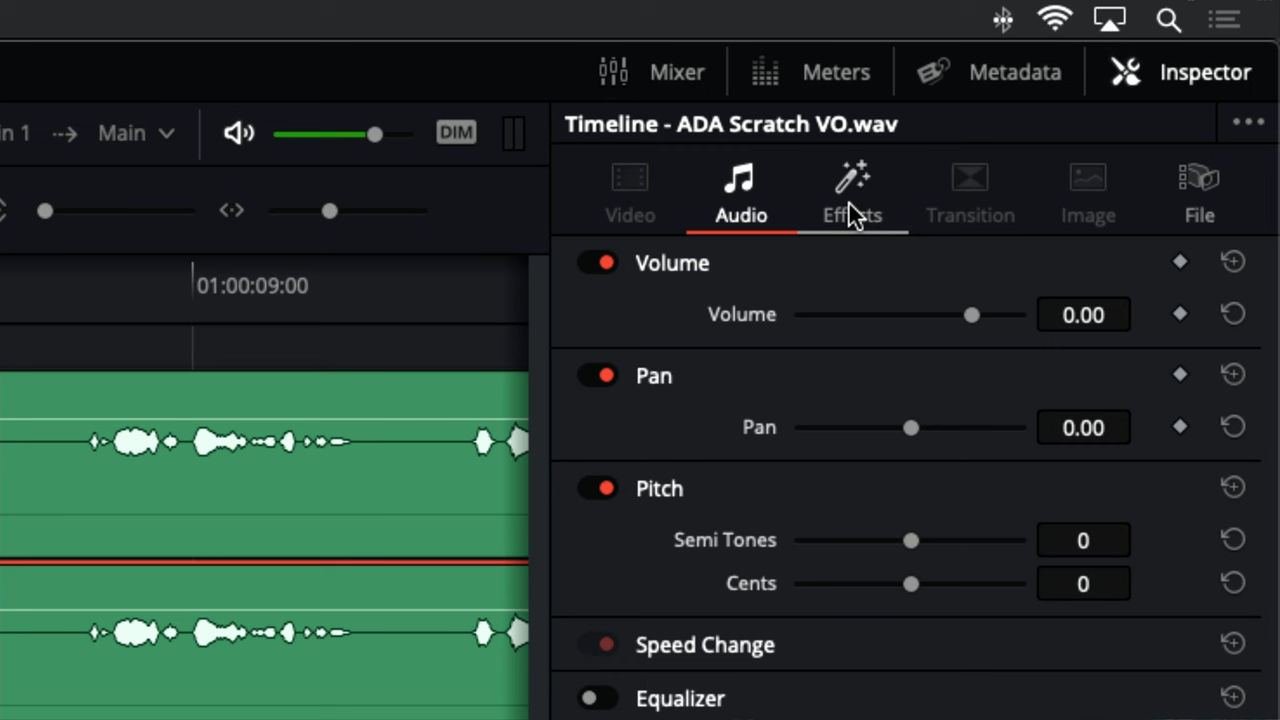 Mixer
Meters
Metadata
Inspector
in 1
Main
DIM
Timeline - ADA Scratch VO.wav
•••
Video
Audio
Effects
Transition
Image
File
01:00:09:00
Volume
Volume 0.00
Pan
Pan 0.00
Pitch
Semi Tones 0
Cents 0
Speed Change
Equalizer